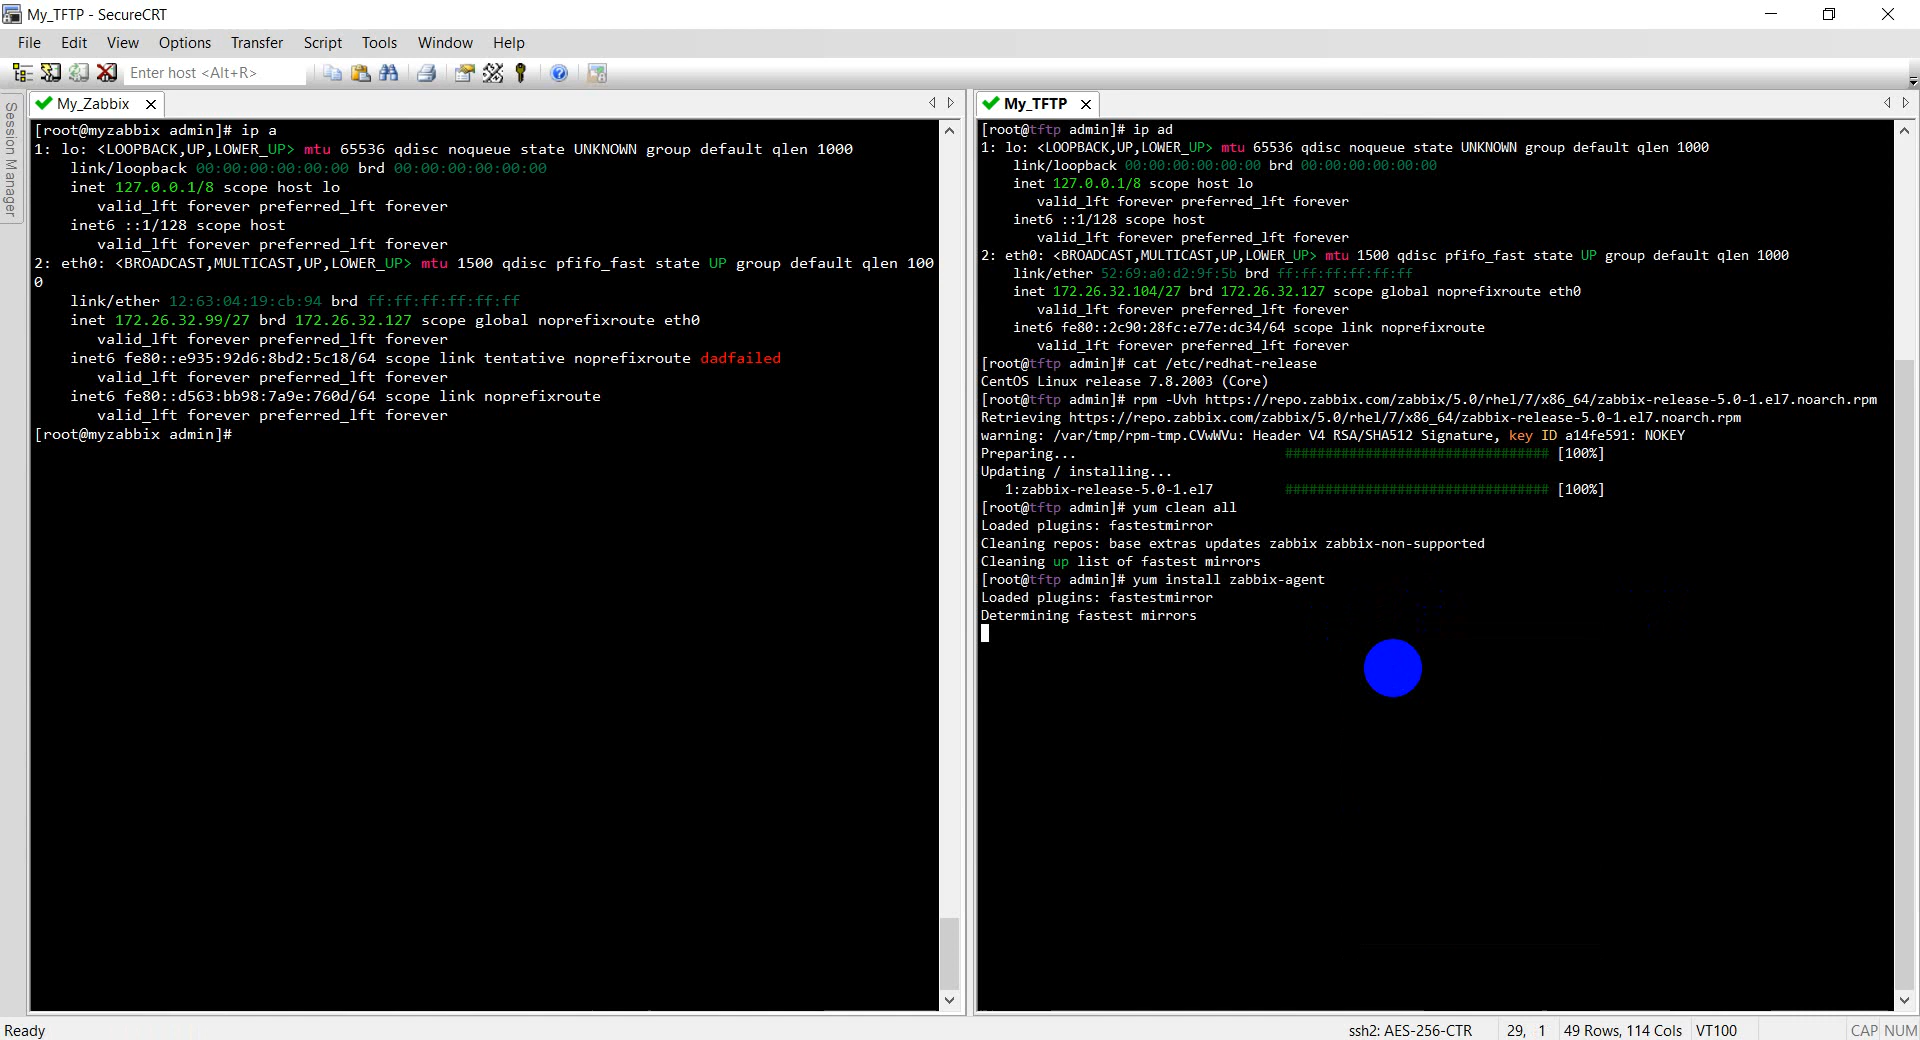 My_TFTP - SecureCRT
File Edit View Options Transfer Script Tools Window Help
Enter host <Alt+R>
Session Manager
My_Zabbix
[root@myzabbix admin]# ip a
1: lo: <LOOPBACK,UP,LOWER_UP> mtu 65536 qdisc noqueue state UNKNOWN group default qlen 1000
link/loopback 00:00:00:00:00:00 brd 00:00:00:00:00:00
inet 127.0.0.1/8 scope host lo
valid_lft forever preferred_lft forever
inet6 ::1/128 scope host
valid_lft forever preferred_lft forever
2: eth0: <BROADCAST,MULTICAST,UP,LOWER_UP> mtu 1500 qdisc pfifo_fast state UP group default qlen 100
0
link/ether 12:63:04:19:cb:94 brd ff:ff:ff:ff:ff:ff
inet 172.26.32.99/27 brd 172.26.32.127 scope global noprefixroute eth0
valid_lft forever preferred_lft forever
inet6 fe80::e935:92d6:8bd2:5c18/64 scope link tentative noprefixroute dadfailed
valid_lft forever preferred_lft forever
inet6 fe80::d563:bb98:7a9e:760d/64 scope link noprefixroute
valid_lft forever preferred_lft forever
[root@myzabbix admin]#
My_TFTP
[root@tftp admin]# ip ad
1: lo: <LOOPBACK,UP,LOWER_UP> mtu 65536 qdisc noqueue state UNKNOWN group default qlen 1000
link/loopback 00:00:00:00:00:00 brd 00:00:00:00:00:00
inet 127.0.0.1/8 scope host lo
valid_lft forever preferred_lft forever
inet6 ::1/128 scope host
valid_lft forever preferred_lft forever
2: eth0: <BROADCAST,MULTICAST,UP,LOWER_UP> mtu 1500 qdisc pfifo_fast state UP group default qlen 1000
link/ether 52:69:a0:d2:9f:5b brd ff:ff:ff:ff:ff:ff
inet 172.26.32.104/27 brd 172.26.32.127 scope global noprefixroute eth0
valid_lft forever preferred_lft forever
inet6 fe80::2c90:28fc:e77e:dc34/64 scope link noprefixroute
valid_lft forever preferred_lft forever
[root@tftp admin]# cat /etc/redhat-release
CentOS Linux release 7.8.2003 (Core)
[root@tftp admin]# rpm -Uvh https://repo.zabbix.com/zabbix/5.0/rhel/7/x86_64/zabbix-release-5.0-1.el7.noarch.rpm
Retrieving https://repo.zabbix.com/zabbix/5.0/rhel/7/x86_64/zabbix-release-5.0-1.el7.noarch.rpm
warning: /var/tmp/rpm-tmp.CVwWVu: Header V4 RSA/SHA512 Signature, key ID a14fe591: NOKEY
Preparing... ################################# [100%]
Updating / installing...
1:zabbix-release-5.0-1.el7 ################################# [100%]
[root@tftp admin]# yum clean all
Loaded plugins: fastestmirror
Cleaning repos: base extras updates zabbix zabbix-non-supported
Cleaning up list of fastest mirrors
[root@tftp admin]# yum install zabbix-agent
Loaded plugins: fastestmirror
Determining fastest mirrors
Ready ssh2: AES-256-CTR 29, 1 49 Rows, 114 Cols VT100 CAP NUM